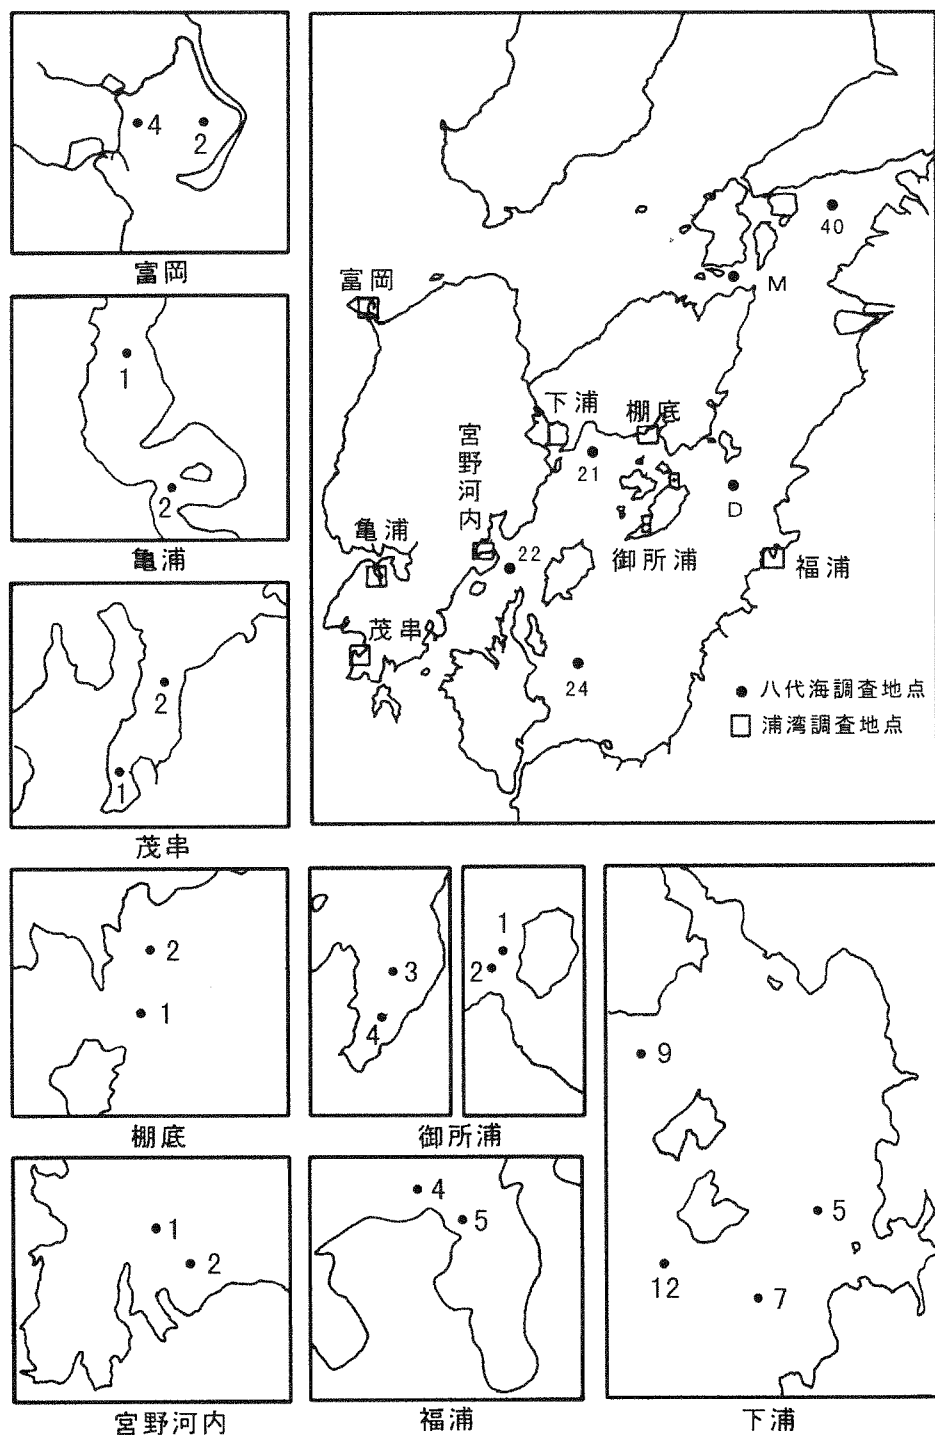 4
2
富岡
1
2
亀浦
2
1
茂串
40
M
富岡
下浦
棚底
宮野河内
21
D
亀浦
22
御所浦
福浦
茂串
24
● 八代海調査地点
□ 浦湾調査地点
2
1
棚底
3
4
1
2
御所浦
9
5
12
7
下浦
1
2
宮野河内
4
5
福浦